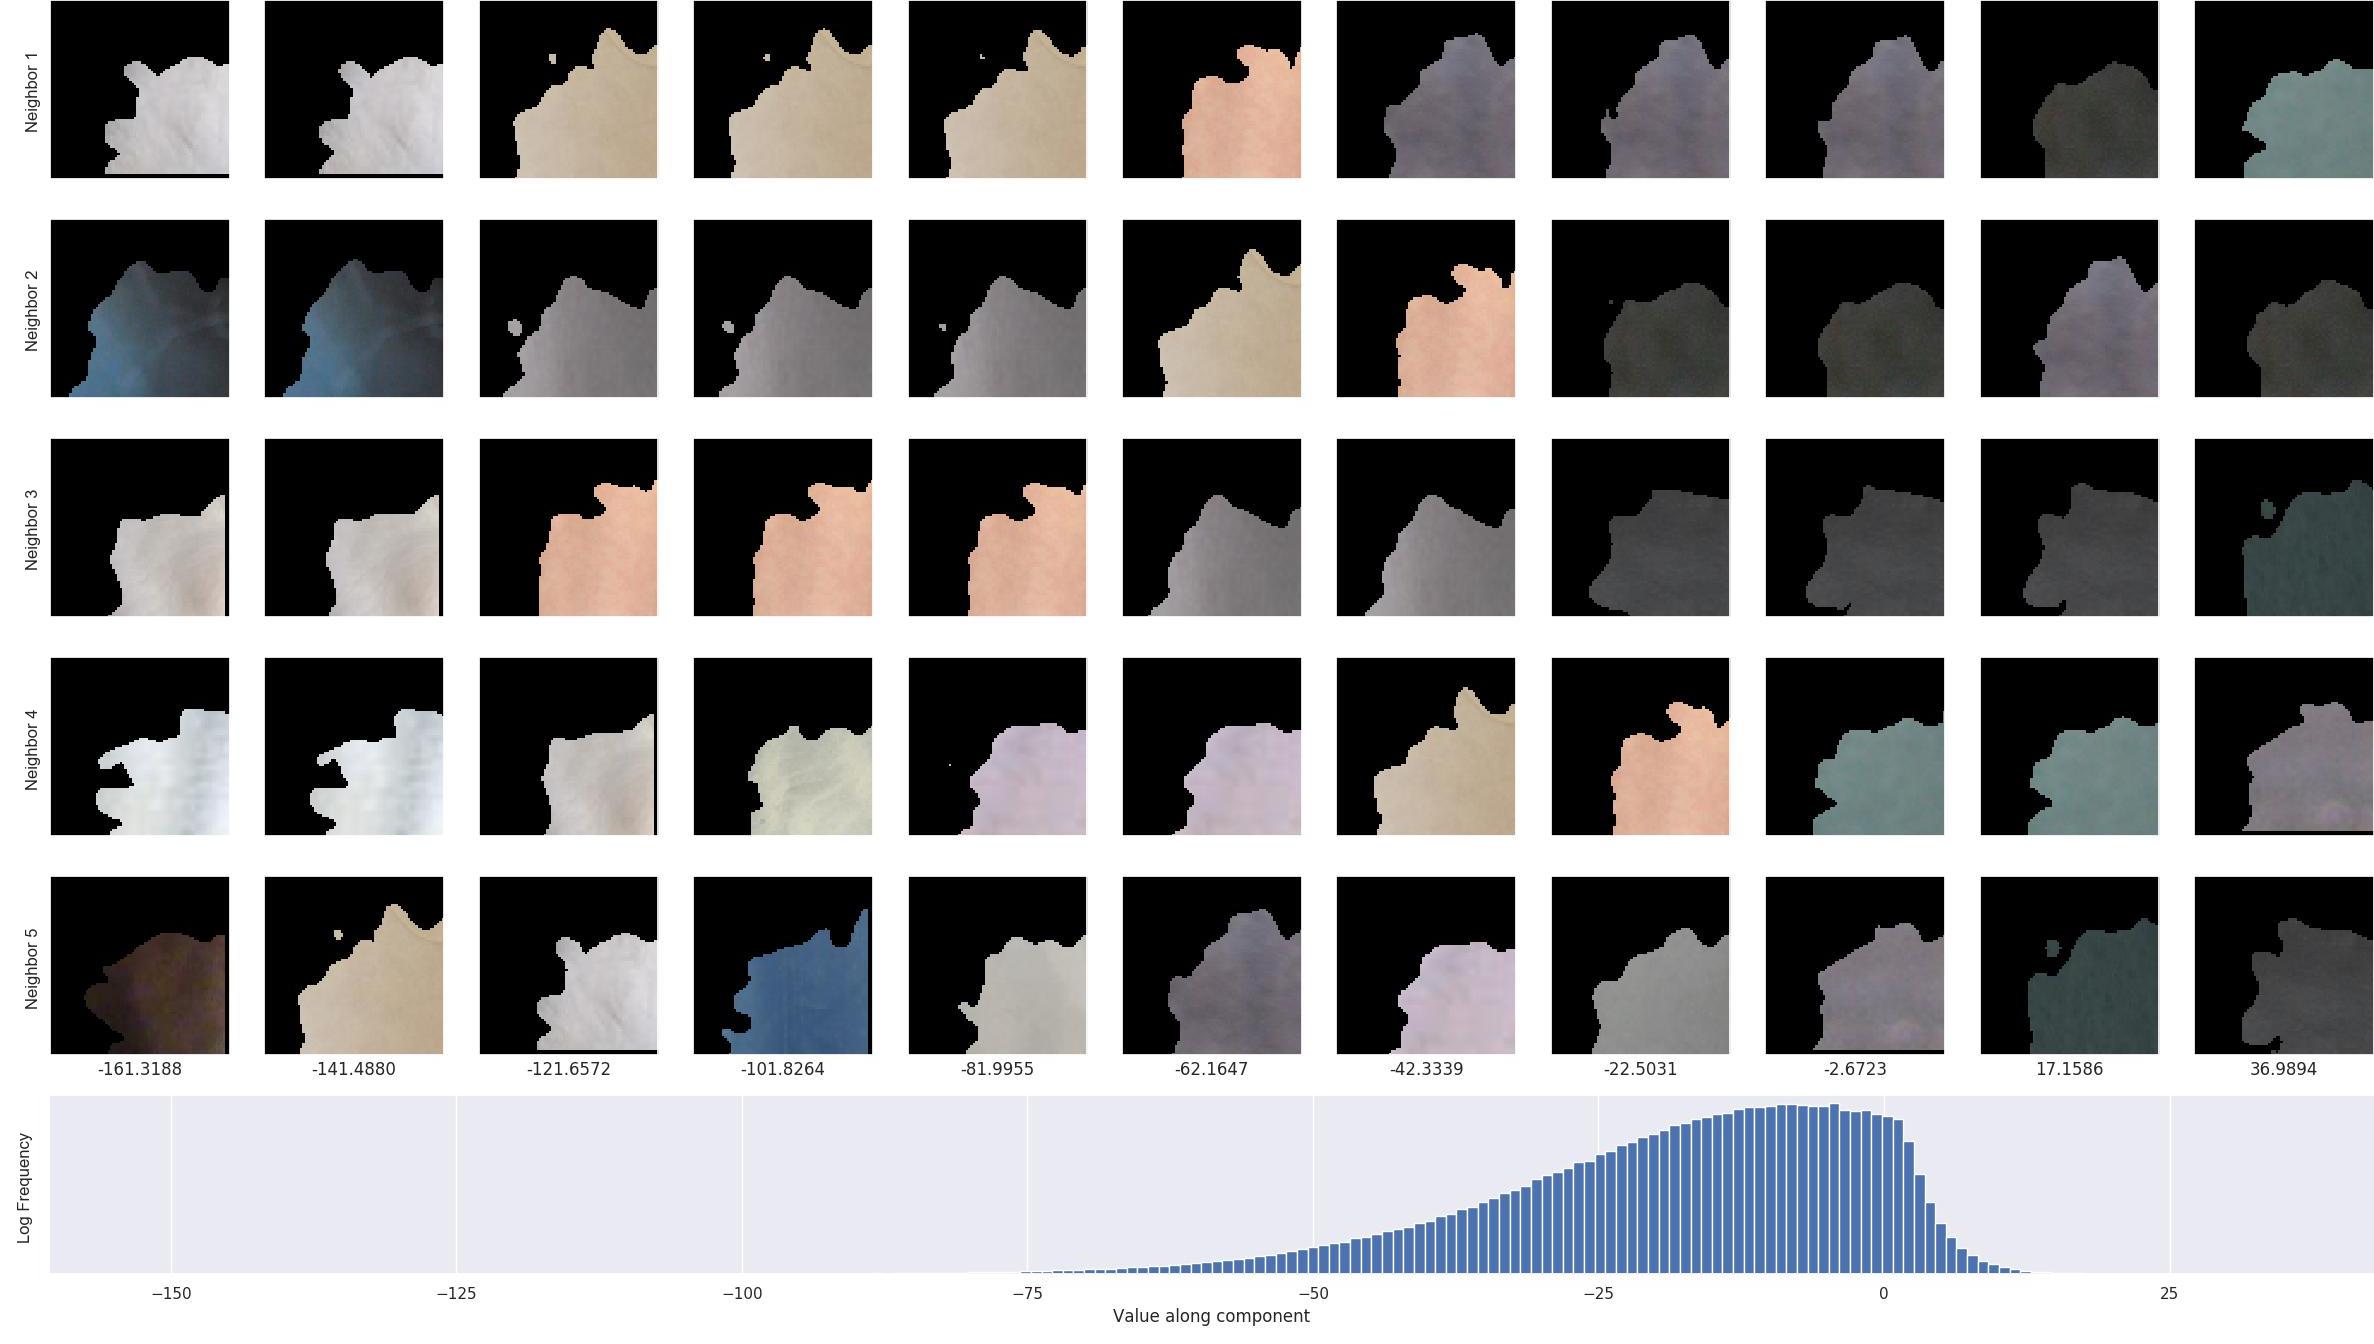 Neighbor 1
Neighbor 2
Neighbor 3
Neighbor 4
Neighbor 5
-161.3188 -141.4880 -121.6572 -101.8264 -81.9955 -62.1647 -42.3339 -22.5031 -2.6723 17.1586 36.9894
Log Frequency
−150 −125 −100 −75 −50 −25 0 25
Value along component